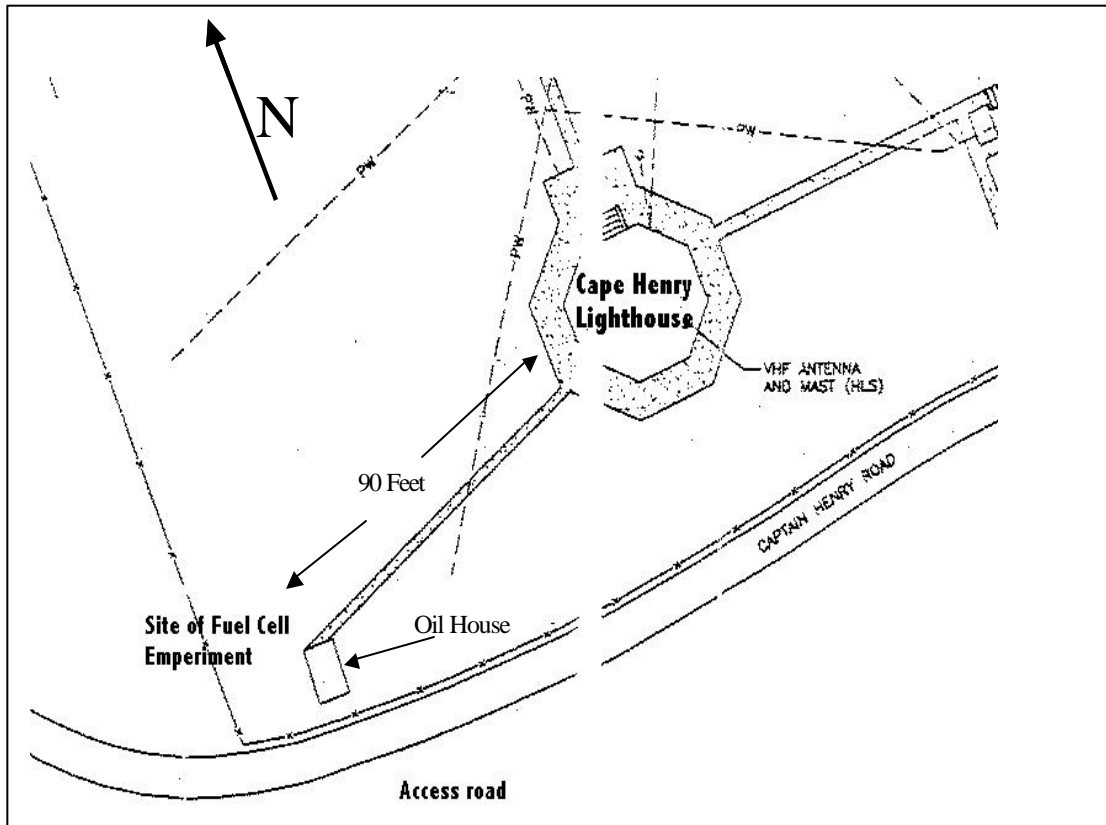 N
PW
PW
PW
Cape Henry
Lighthouse
VHF ANTENNA
AND MAST (HLS)
90 Feet
CAPTAIN HENRY ROAD
Site of Fuel Cell
Emperiment
Oil House
Access road